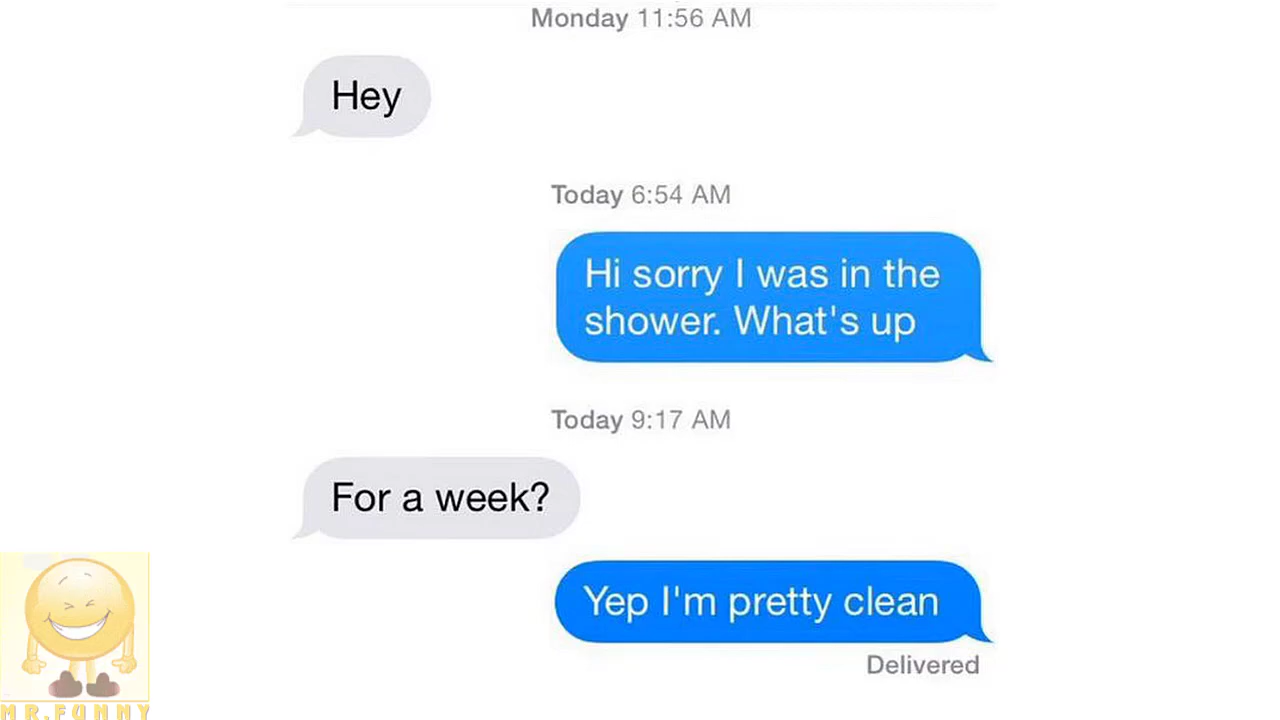 Monday 11:56 AM
Hey
Today 6:54 AM
Hi sorry I was in the
shower. What's up
Today 9:17 AM
For a week?
Yep I'm pretty clean
Delivered
MR.FUNNY